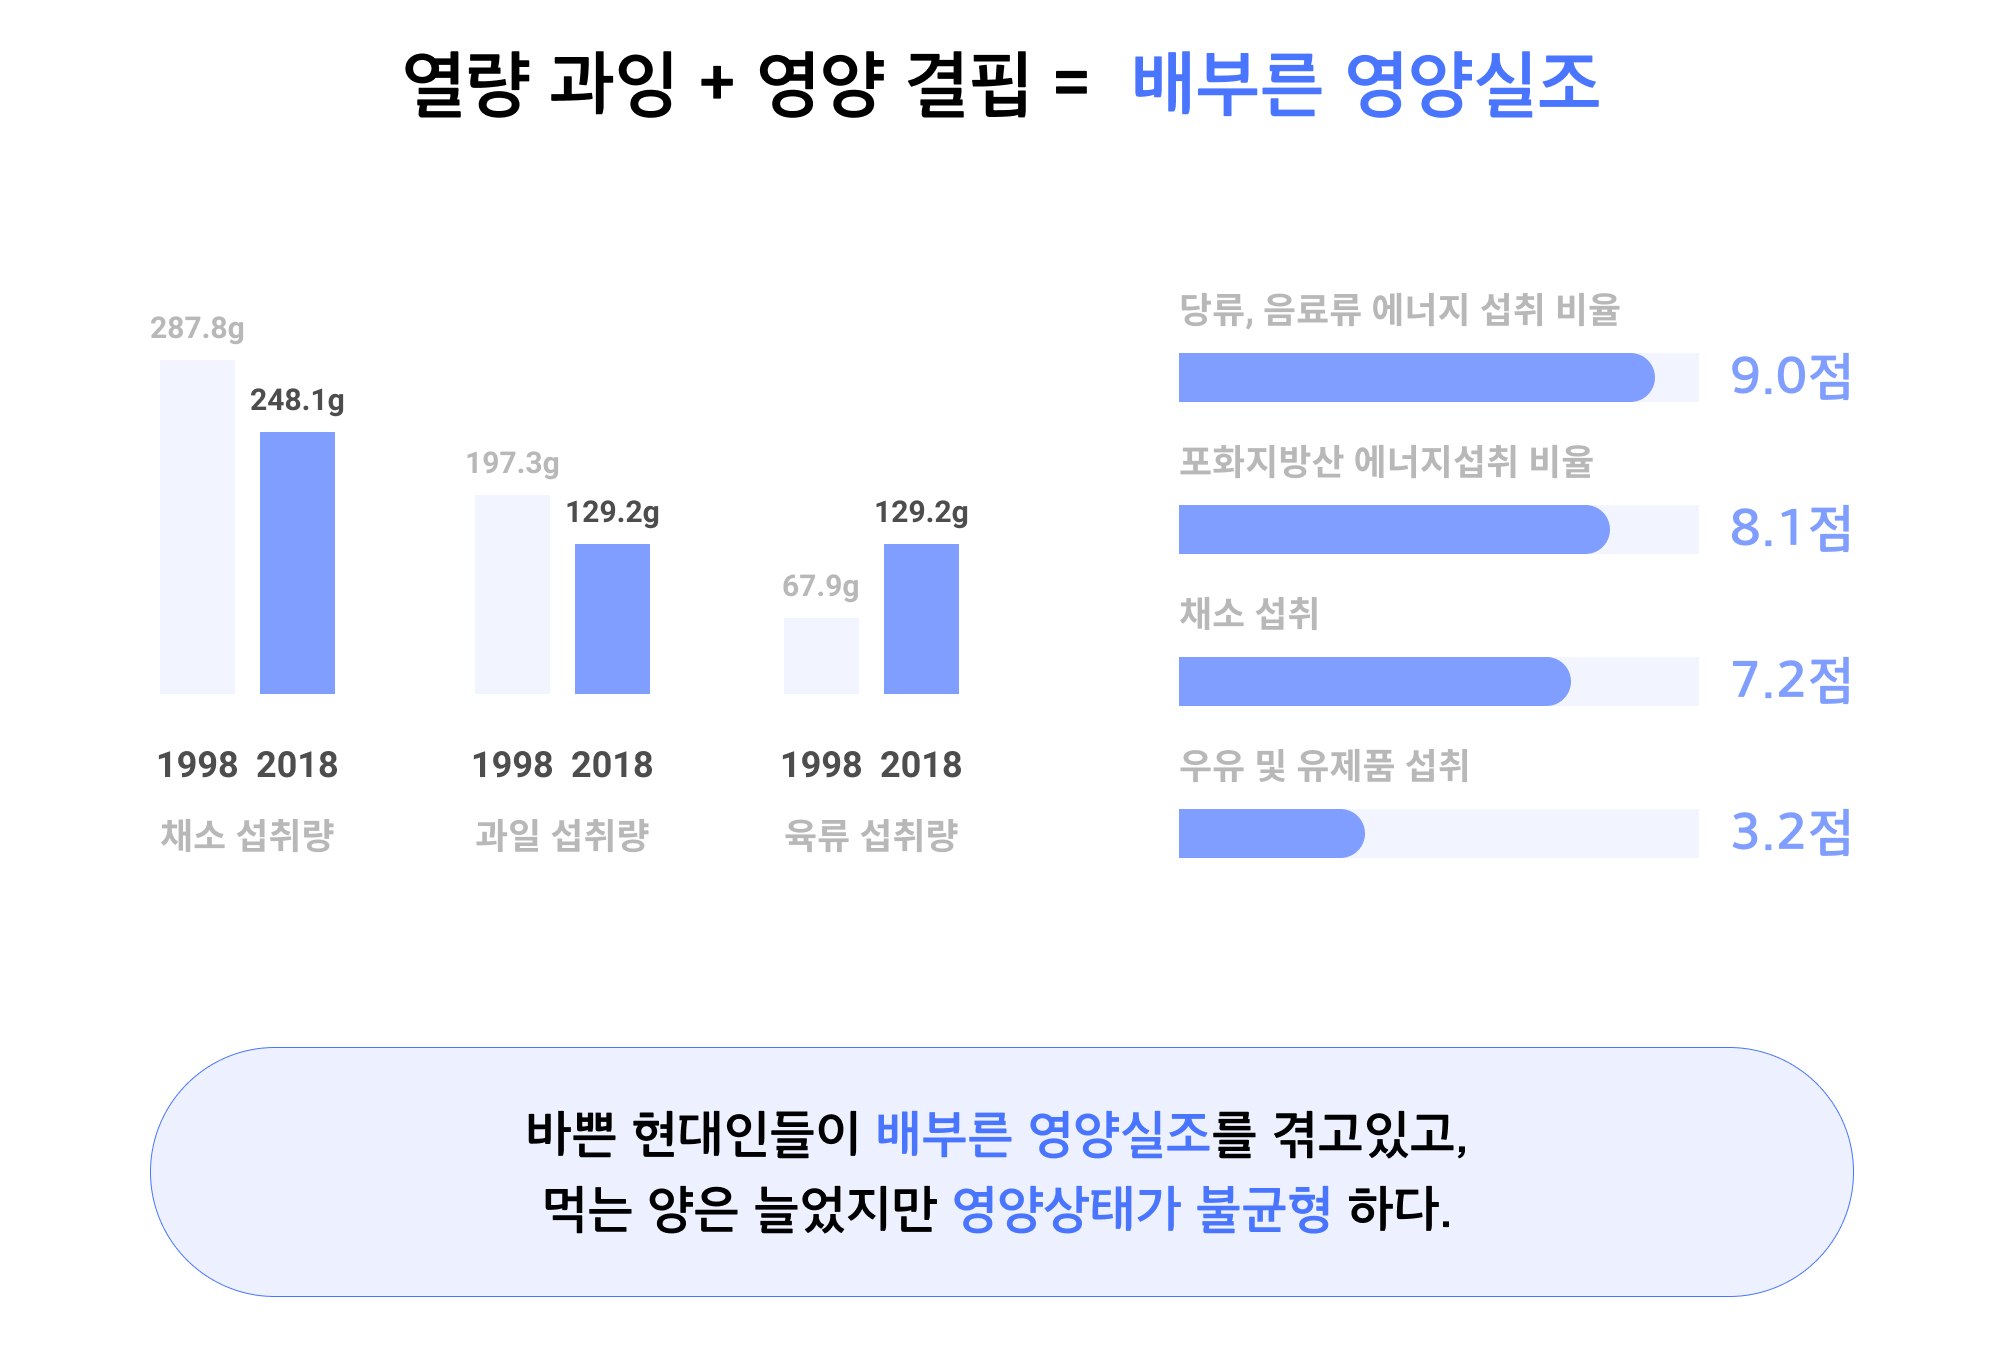 열량 과잉 + 영양 결핍 = 배부른 영양실조
287.8g
248.1g
1998 2018
채소 섭취량
197.3g
129.2g
1998 2018
과일 섭취량
67.9g
129.2g
1998 2018
육류 섭취량
당류, 음료류 에너지 섭취 비율
9.0점
포화지방산 에너지섭취 비율
8.1점
채소 섭취
7.2점
우유 및 유제품 섭취
3.2점
바쁜 현대인들이 배부른 영양실조를 겪고있고,
먹는 양은 늘었지만 영양상태가 불균형 하다.